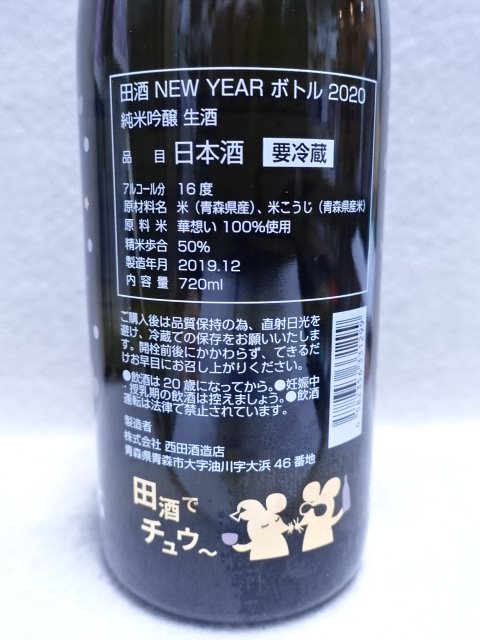 田酒 NEW YEAR ボトル 2020
純米吟醸 生酒
品目 日本酒 要冷蔵
アルコール分 16度
原材料名 米（青森県産）、米こうじ（青森県産米）
原料米 華想い 100%使用
精米歩合 50%
製造年月 2019.12
内容量 720ml
ご購入後は品質保持の為、直射日光を
避け、冷蔵での保存をお願いいたしま
す。開栓前後にかかわらず、できるだ
けお早目にお召し上がりください。
●飲酒は20歳になってから。●妊娠中
・授乳期の飲酒は控えましょう。●飲酒
運転は法律で禁止されています。
製造者
株式会社 西田酒造店
青森県青森市大字油川字大浜46番地
田酒で
チュウ〜